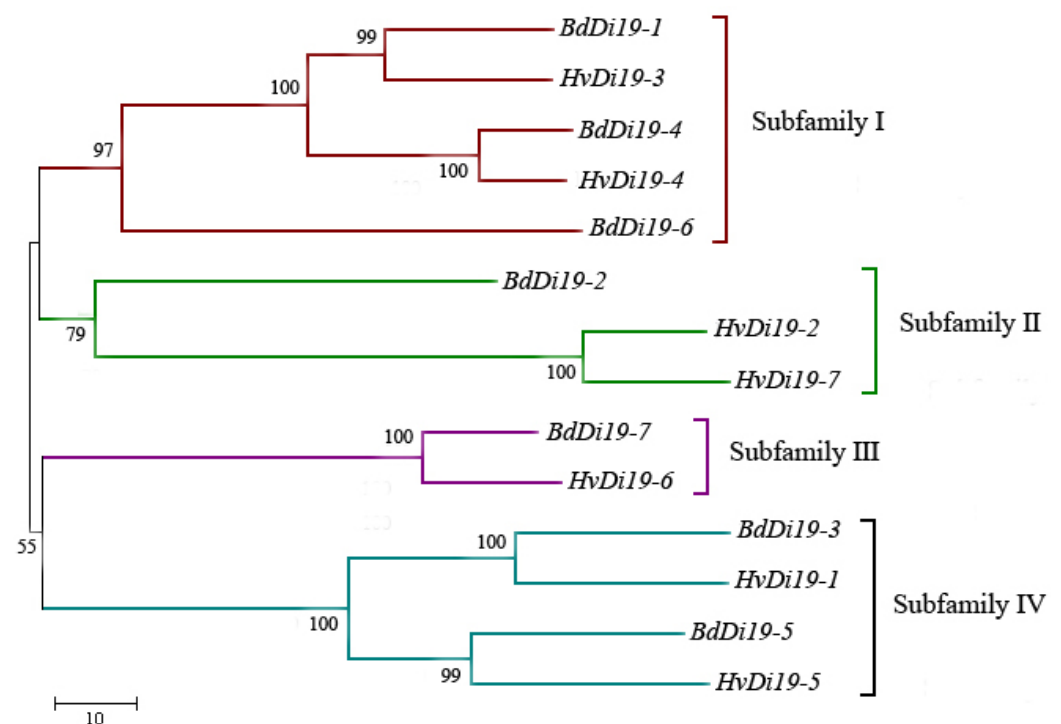 99
BdDi19-1
HvDi19-3
100
BdDi19-4
Subfamily I
97
100
HvDi19-4
BdDi19-6
BdDi19-2
79
HvDi19-2
Subfamily II
100
HvDi19-7
100
BdDi19-7
Subfamily III
HvDi19-6
55
100
BdDi19-3
HvDi19-1
Subfamily IV
100
BdDi19-5
99
HvDi19-5
10